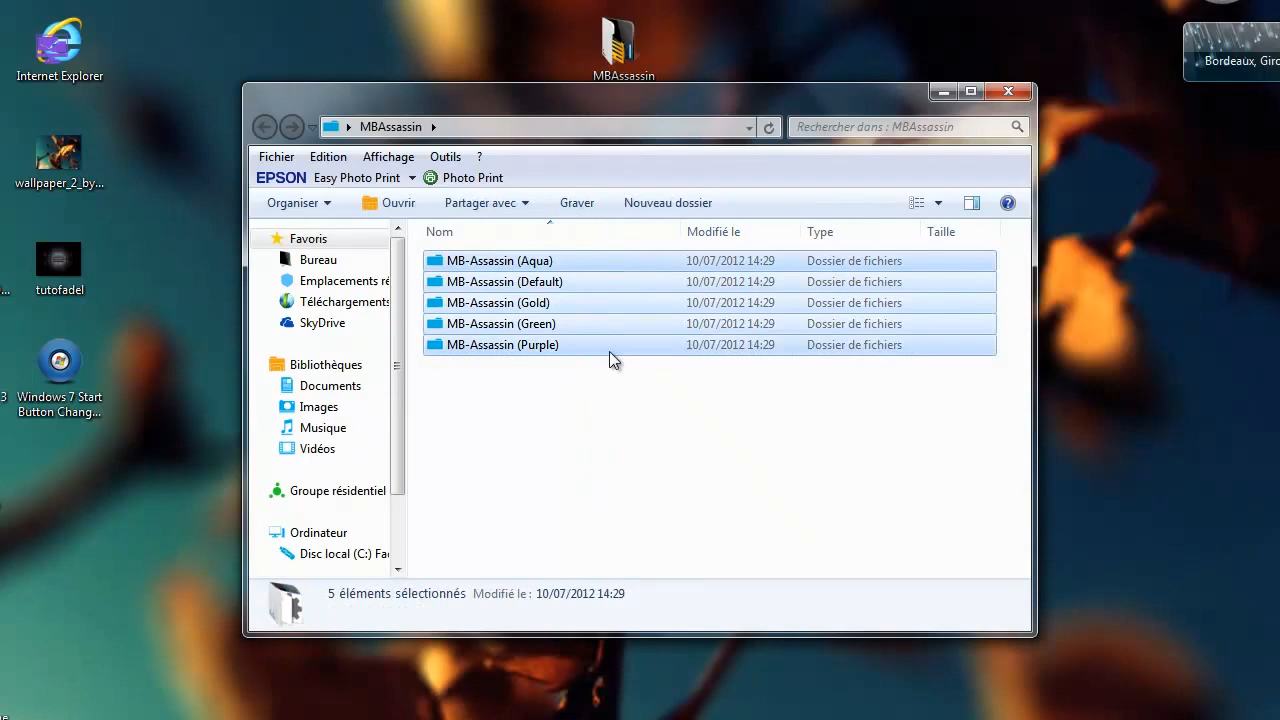 Internet Explorer
wallpaper_2_by...
tutofadel
...
3
Windows 7 Start
Button Chang...
MBAssassin
Bordeaux, Giro
MBAssassin
Rechercher dans : MBAssassin
Fichier Edition Affichage Outils ?
EPSON Easy Photo Print Photo Print
Organiser Ouvrir Partager avec Graver Nouveau dossier
Nom Modifié le Type Taille
MB-Assassin (Aqua) 10/07/2012 14:29 Dossier de fichiers
MB-Assassin (Default) 10/07/2012 14:29 Dossier de fichiers
MB-Assassin (Gold) 10/07/2012 14:29 Dossier de fichiers
MB-Assassin (Green) 10/07/2012 14:29 Dossier de fichiers
MB-Assassin (Purple) 10/07/2012 14:29 Dossier de fichiers
Favoris
Bureau
Emplacements ré
Téléchargements
SkyDrive
Bibliothèques
Documents
Images
Musique
Vidéos
Groupe résidentiel
Ordinateur
Disc local (C:) Fac
5 éléments sélectionnés Modifié le : 10/07/2012 14:29